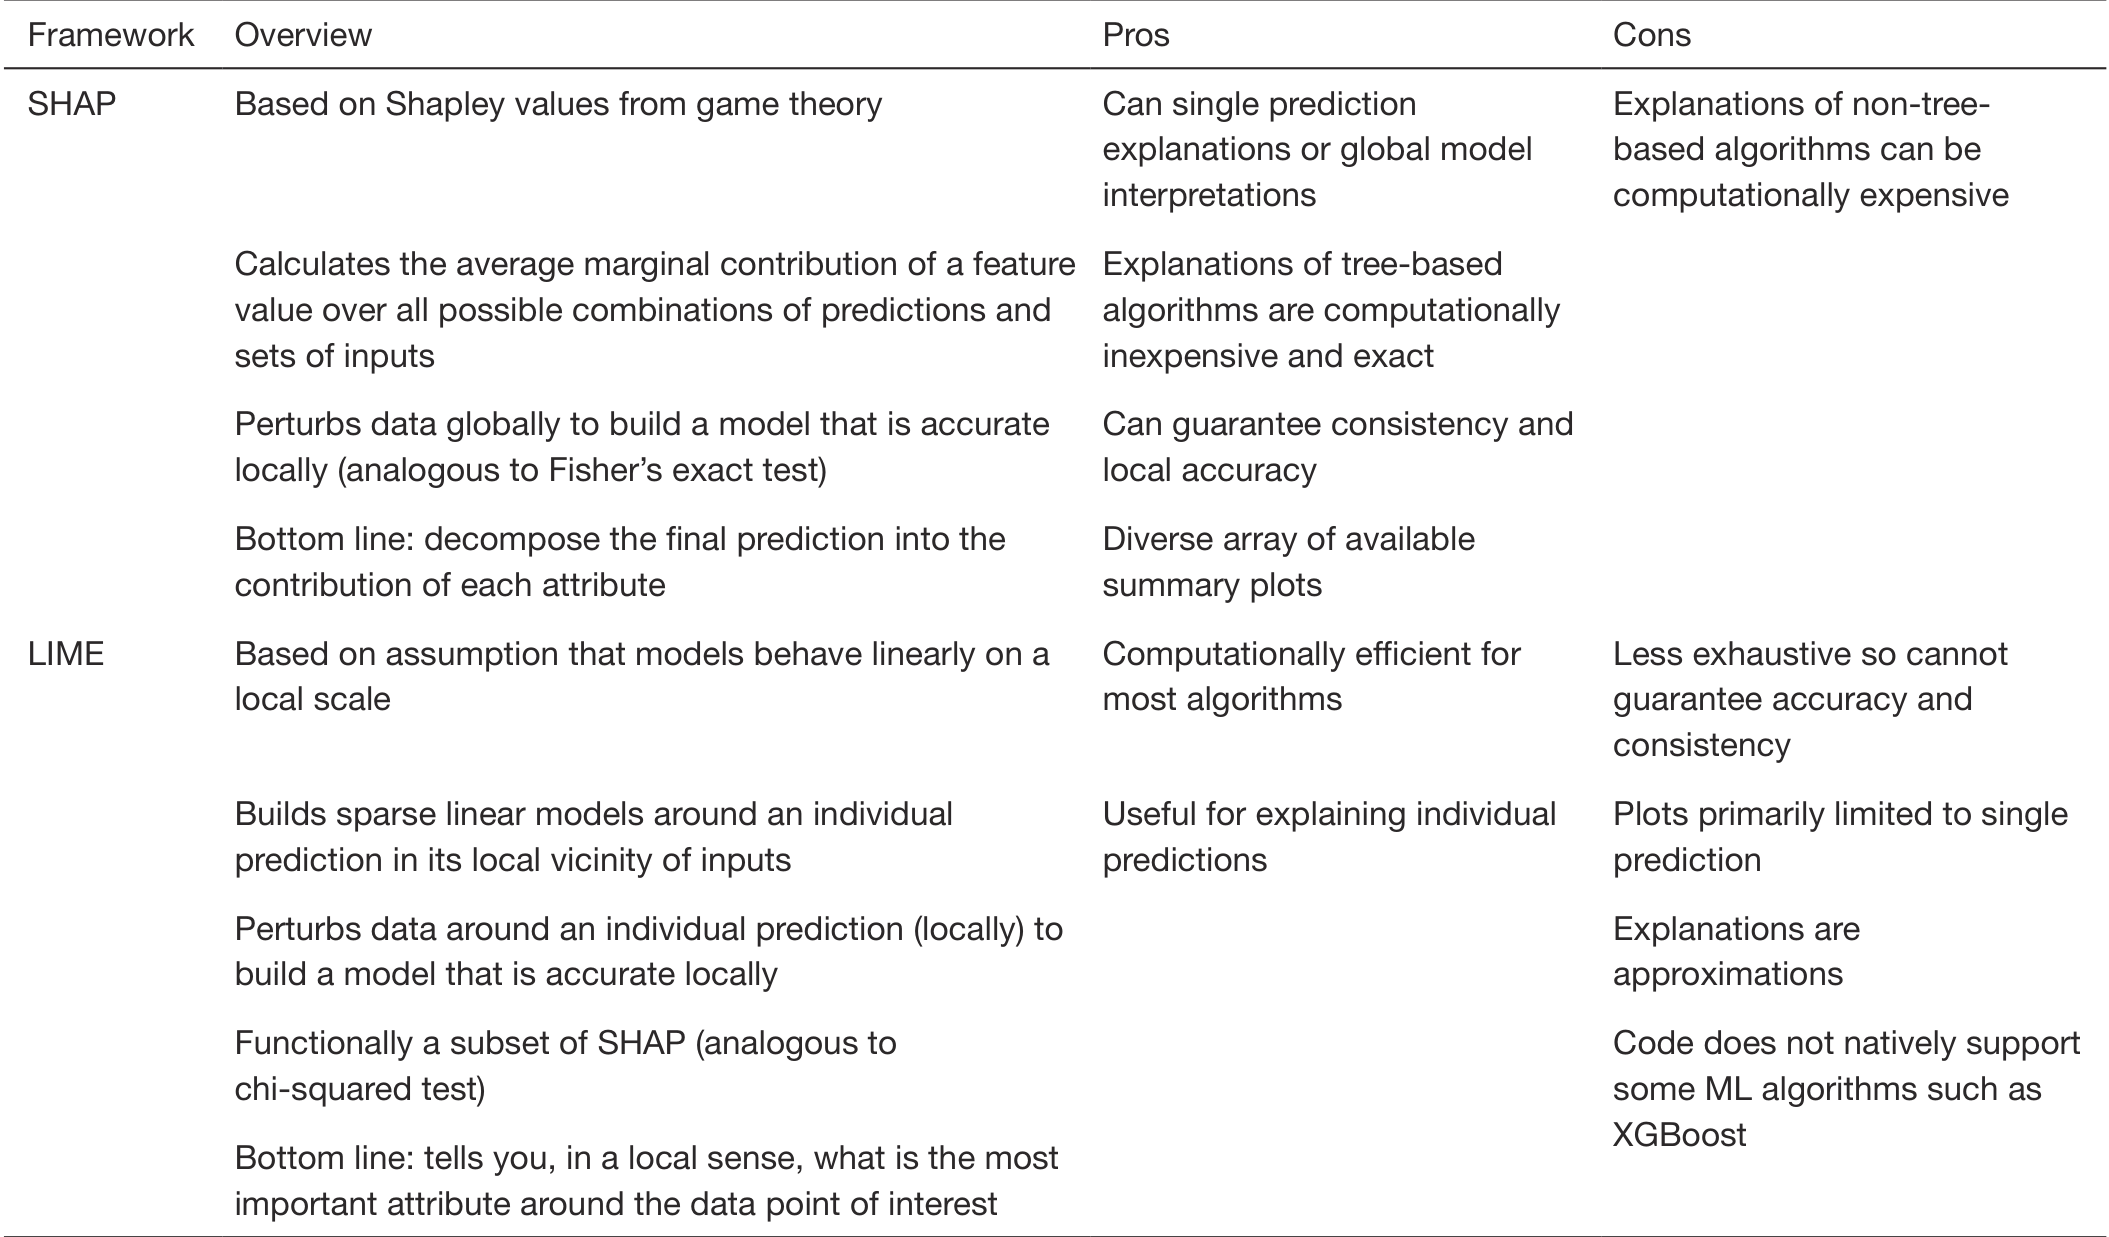 Framework Overview Pros Cons
SHAP Based on Shapley values from game theory Can single prediction Explanations of non-tree-
explanations or global model based algorithms can be
interpretations computationally expensive
Calculates the average marginal contribution of a feature Explanations of tree-based
value over all possible combinations of predictions and algorithms are computationally
sets of inputs inexpensive and exact
Perturbs data globally to build a model that is accurate Can guarantee consistency and
locally (analogous to Fisher’s exact test) local accuracy
Bottom line: decompose the final prediction into the Diverse array of available
contribution of each attribute summary plots
LIME Based on assumption that models behave linearly on a Computationally efficient for Less exhaustive so cannot
local scale most algorithms guarantee accuracy and
consistency
Builds sparse linear models around an individual Useful for explaining individual Plots primarily limited to single
prediction in its local vicinity of inputs predictions prediction
Perturbs data around an individual prediction (locally) to Explanations are
build a model that is accurate locally approximations
Functionally a subset of SHAP (analogous to Code does not natively support
chi-squared test) some ML algorithms such as
XGBoost
Bottom line: tells you, in a local sense, what is the most
important attribute around the data point of interest